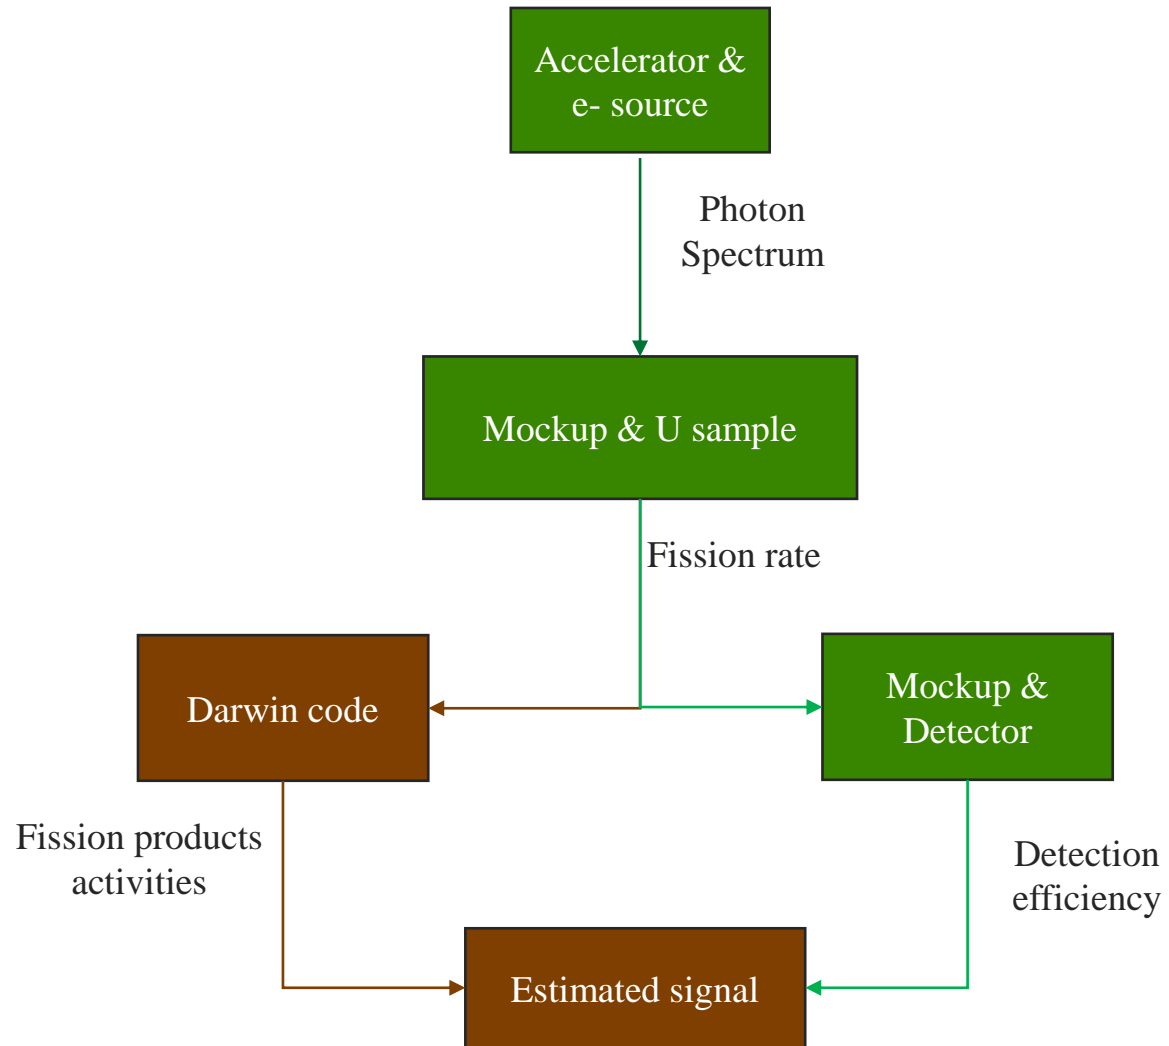 Accelerator &
e- source
Photon
Spectrum
Mockup & U sample
Fission rate
Darwin code
Mockup &
Detector
Fission products
activities
Detection
efficiency
Estimated signal